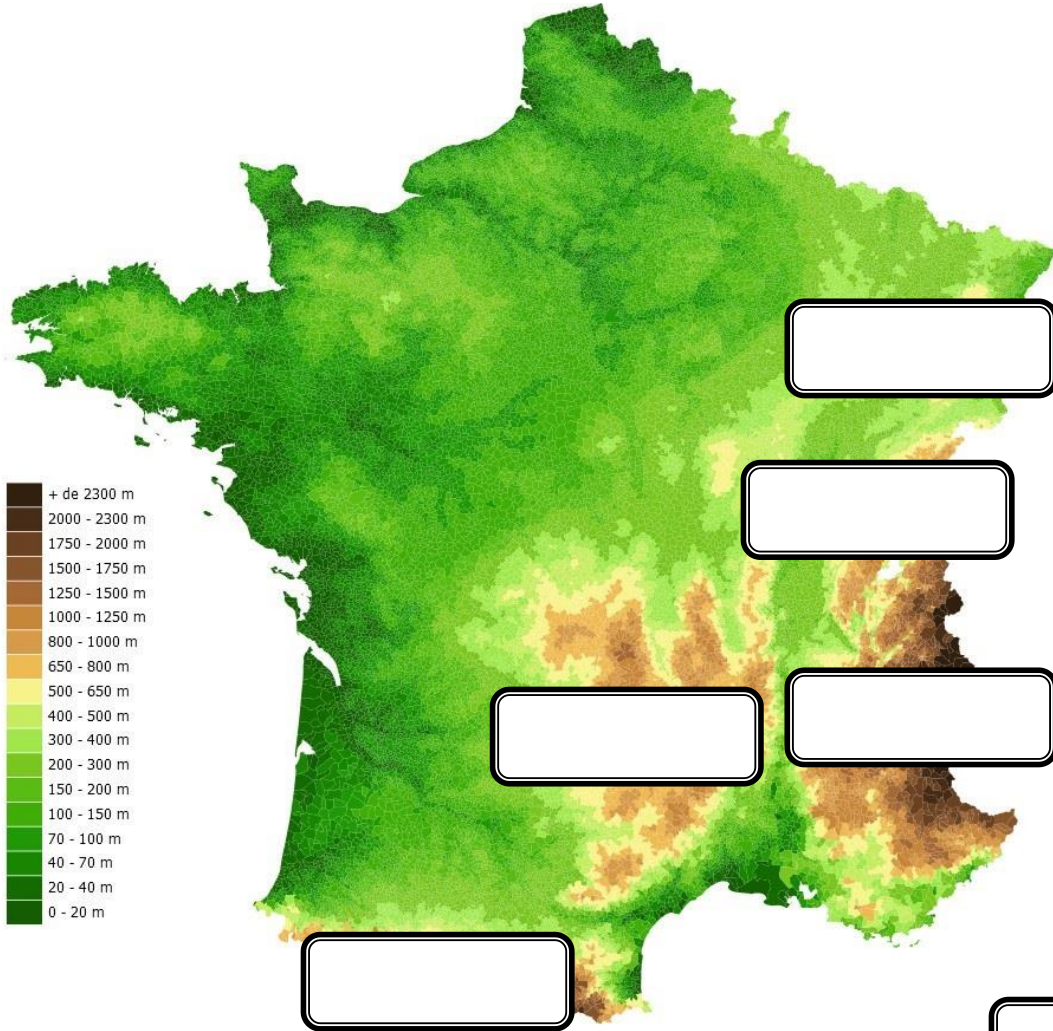 + de 2300 m
2000 - 2300 m
1750 - 2000 m
1500 - 1750 m
1250 - 1500 m
1000 - 1250 m
800 - 1000 m
650 - 800 m
500 - 650 m
400 - 500 m
300 - 400 m
200 - 300 m
150 - 200 m
100 - 150 m
70 - 100 m
40 - 70 m
20 - 40 m
0 - 20 m